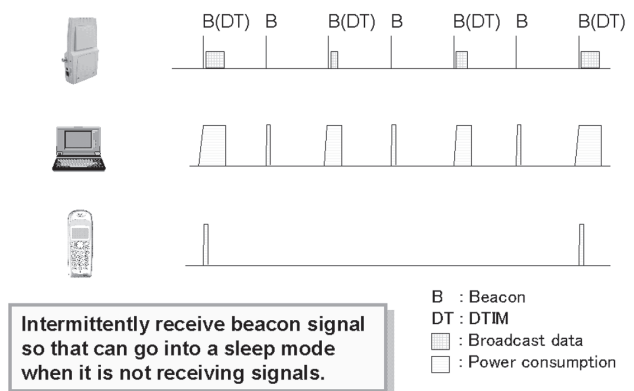 B(DT) B B(DT) B B(DT) B B(DT)
B : Beacon
DT : DTIM
: Broadcast data
: Power consumption
Intermittently receive beacon signal
so that can go into a sleep mode
when it is not receiving signals.